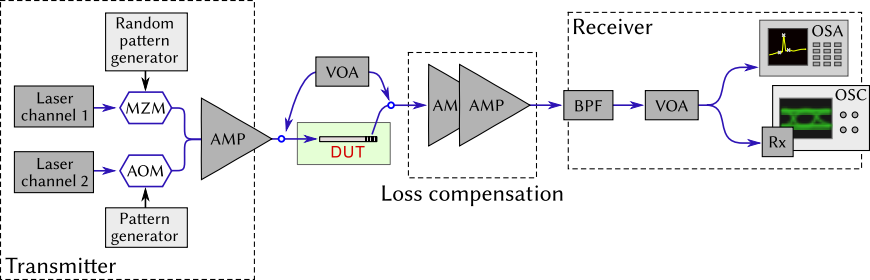 Random
pattern
generator
Laser
channel 1
MZM
Laser
channel 2
AOM
Pattern
generator
AMP
Transmitter
VOA
DUT
AM
AMP
Loss compensation
Receiver
BPF
VOA
OSA
OSC
Rx